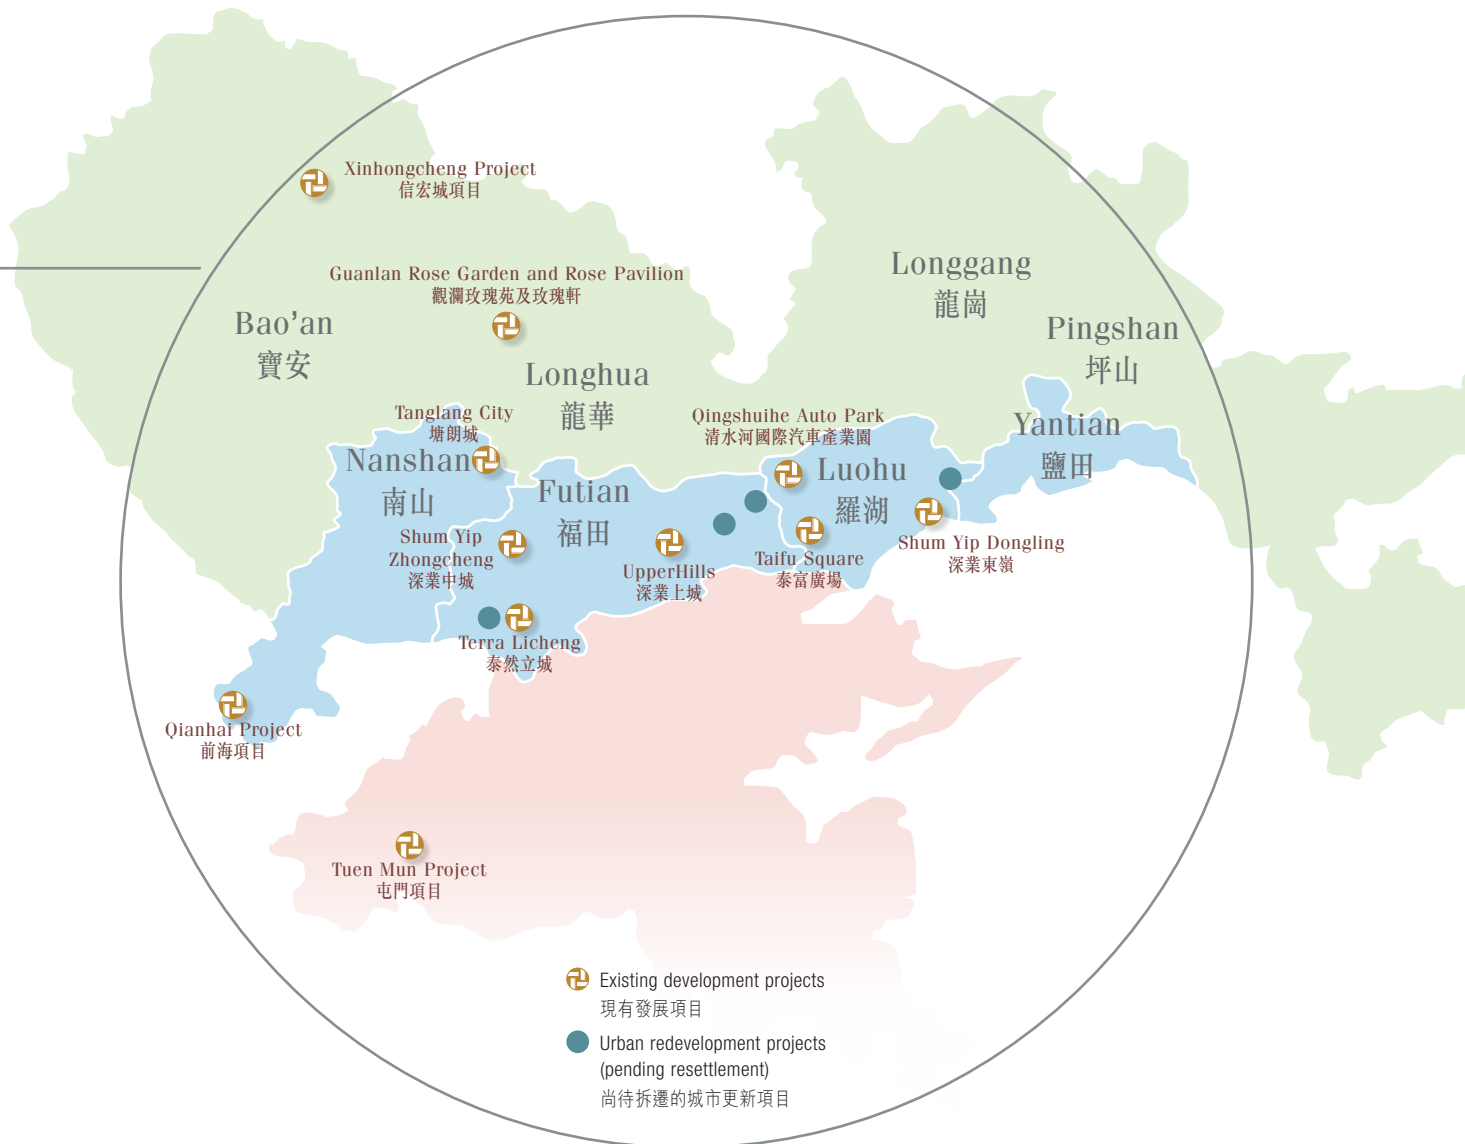 Xinhongcheng Project
信宏城項目
Guanlan Rose Garden and Rose Pavilion
觀瀾玫瑰苑及玫瑰軒
Longgang
龍崗
Bao’an
寶安
Pingshan
坪山
Longhua
龍華
Tanglang City
塘朗城
Qingshuihe Auto Park
清水河國際汽車產業園
Yantian
鹽田
Nanshan
南山
Luohu
羅湖
Futian
福田
Shum Yip
Zhongcheng
深業中城
UpperHills
深業上城
Taifu Square
泰富廣場
Shum Yip Dongling
深業東嶺
Terra Licheng
泰然立城
Qianhai Project
前海項目
Tuen Mun Project
屯門項目
Existing development projects
現有發展項目
Urban redevelopment projects
(pending resettlement)
尚待拆遷的城市更新項目